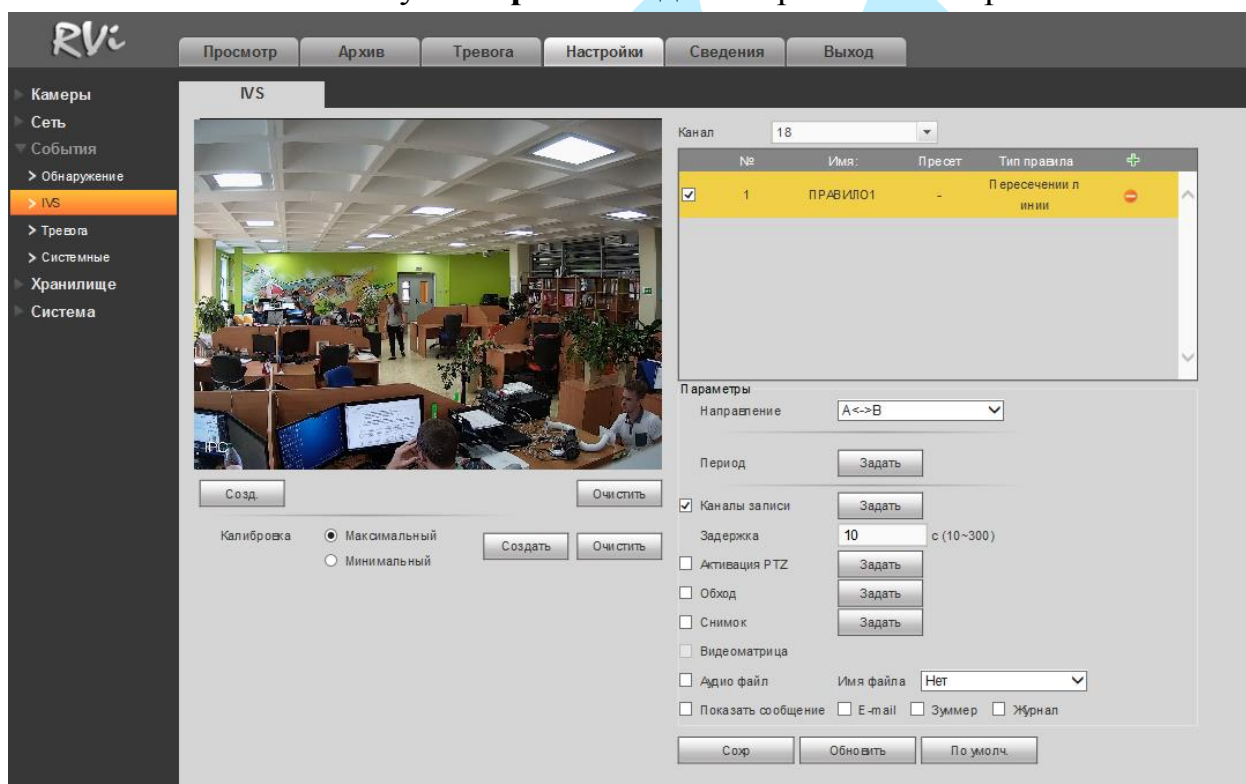 RVi
Просмотр Архив Тревога Настройки Сведения Выход
Камеры
Сеть
События
Обнаружение
IVS
Тревога
Системные
Хранилище
Система
IVS
IPC
Созд. Очистить
Калибровка Максимальный Создать Очистить
Минимальный
Канал 18
№ Имя: Пресет Тип правила
1 ПРАВИЛО1 - Пересечении л
инии
Параметры
Направление A<->B
Период Задать
Каналы записи Задать
Задержка 10 с (10~300)
Активация PTZ Задать
Обход Задать
Снимок Задать
Видеоматрица
Аудио файл Имя файла Нет
Показать сообщение E-mail Зуммер Журнал
Сохр Обновить По умолч.